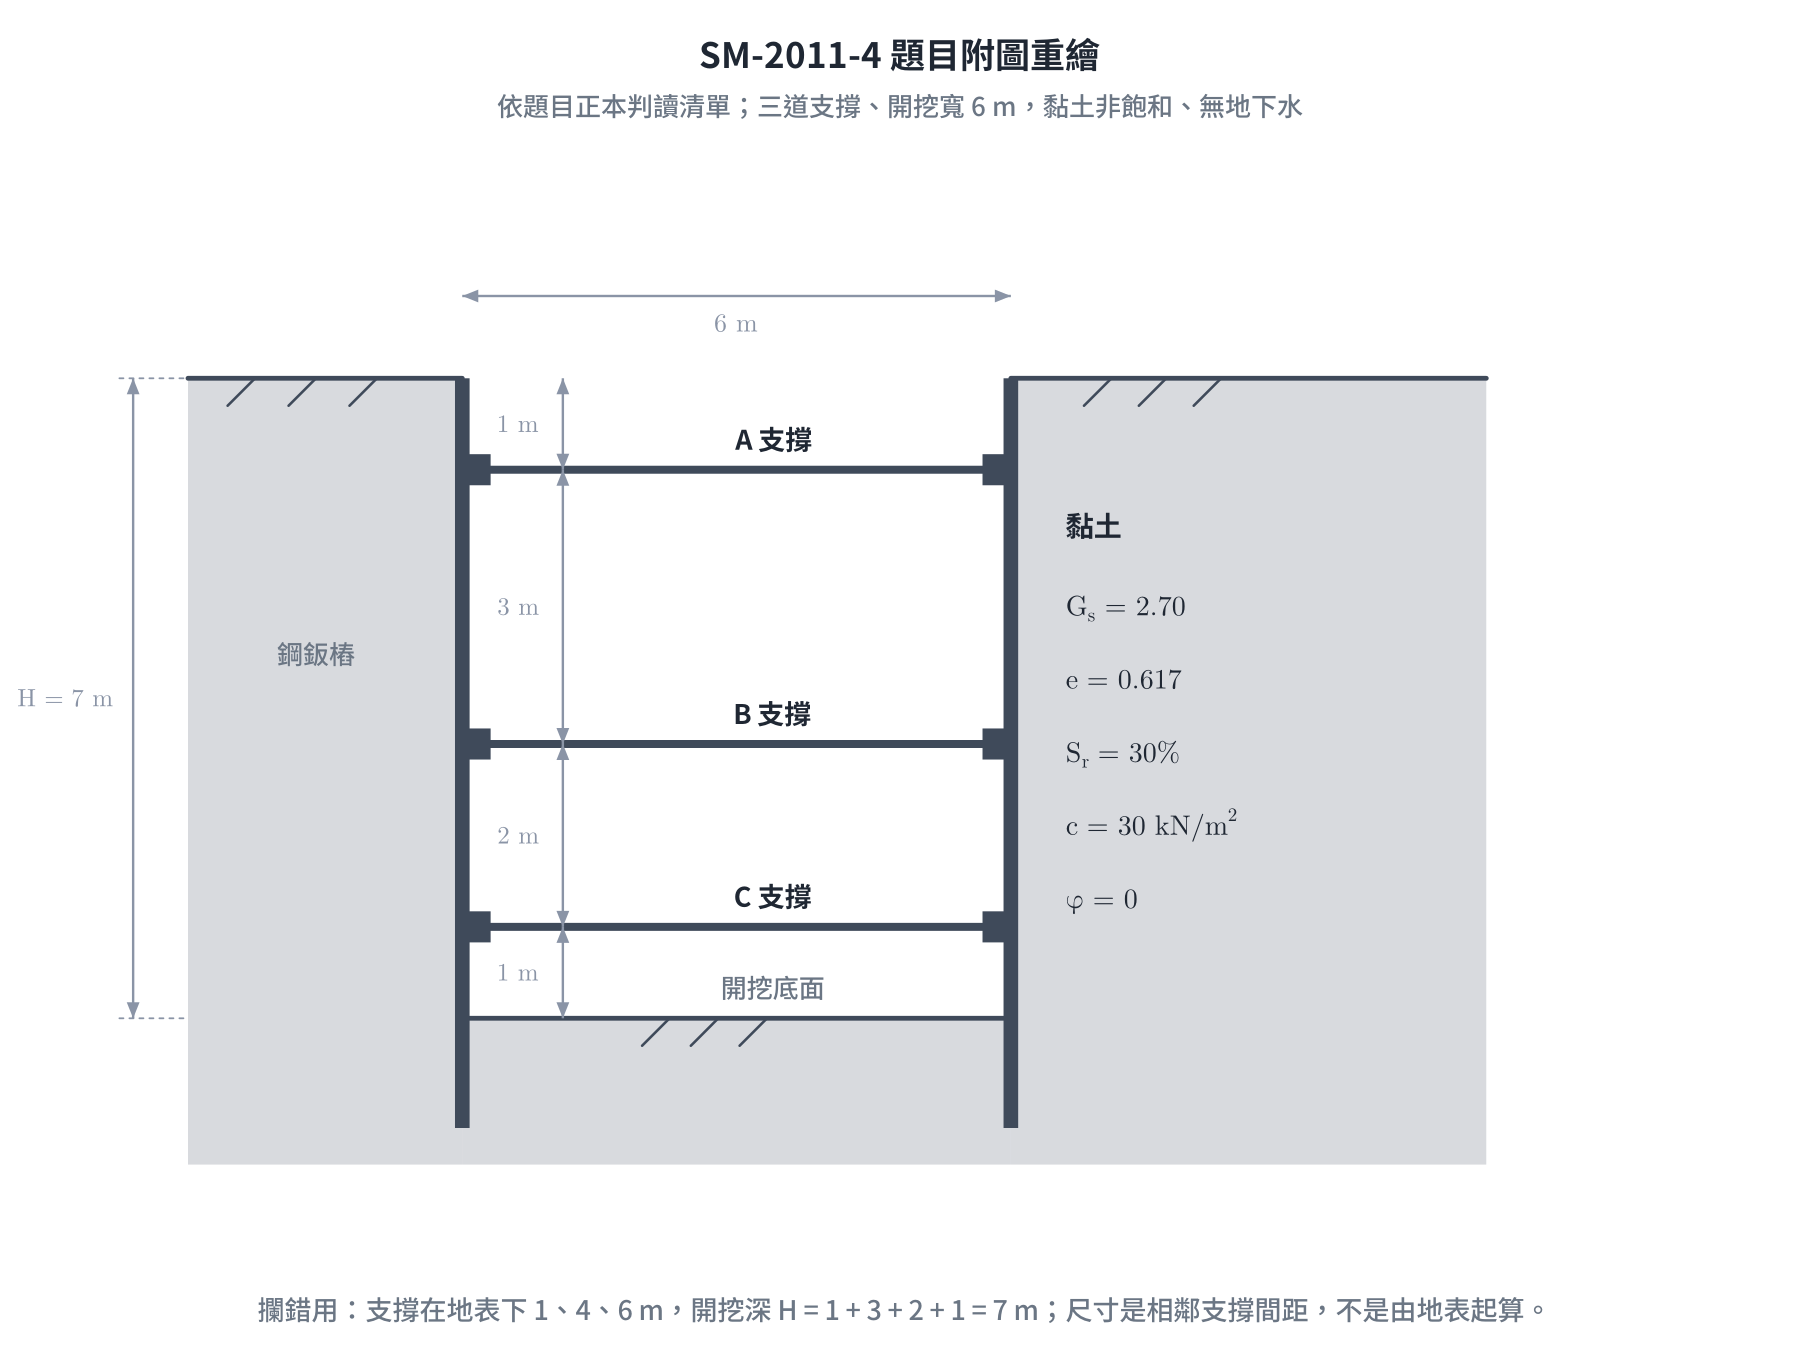 SM-2011-4 題目附圖重繪
依題目正本判讀清單；三道支撐、開挖寬 6 m，黏土非飽和、無地下水
6 m
1 m
A 支撐
黏土
3 m
G_s = 2.70
鋼鈑樁
e = 0.617
H = 7 m
B 支撐
S_r = 30%
2 m
c = 30 kN/m²
C 支撐
φ = 0
1 m
開挖底面
攔錯用：支撐在地表下 1、4、6 m，開挖深 H = 1 + 3 + 2 + 1 = 7 m；尺寸是相鄰支撐間距，不是由地表起算。